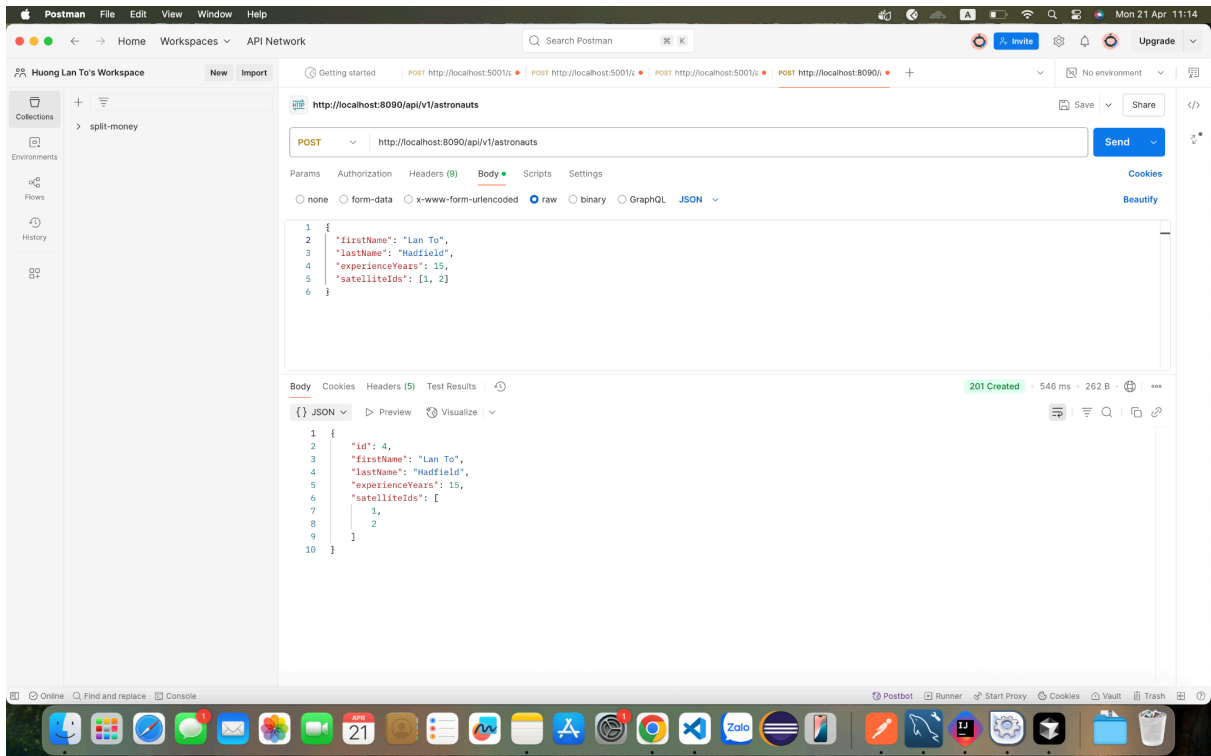 Postman File Edit View Window Help A Mon 21 Apr 11:14
Home Workspaces API Network Search Postman ⌘ K Invite Upgrade
Huong Lan To's Workspace New Import Getting started POST http://localhost:5001/a POST http://localhost:5001/a POST http://localhost:5001/a POST http://localhost:8090/a + No environment
Collections
split-money
Environments
Flows
History
HTTP http://localhost:8090/api/v1/astronauts Save Share
POST http://localhost:8090/api/v1/astronauts Send
Params Authorization Headers (9) Body Scripts Settings Cookies
none form-data x-www-form-urlencoded raw binary GraphQL JSON Beautify
1 {
2 "firstName": "Lan To",
3 "lastName": "Hadfield",
4 "experienceYears": 15,
5 "satelliteIds": [1, 2]
6 }
Body Cookies Headers (5) Test Results 201 Created 546 ms 262 B
{} JSON Preview Visualize
1 {
2 "id": 4,
3 "firstName": "Lan To",
4 "lastName": "Hadfield",
5 "experienceYears": 15,
6 "satelliteIds": [
7 1,
8 2
9 ]
10 }
Online Find and replace Console Postbot Runner Start Proxy Cookies Vault Trash
1 APR 21 1 Zalo IJ